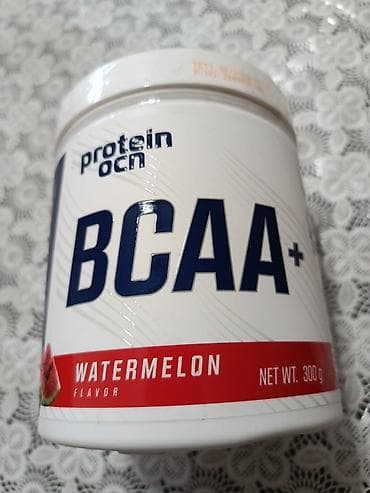 protein
ocn
BCAA+
WATERMELON
FLAVOR
NET WT. 300 g